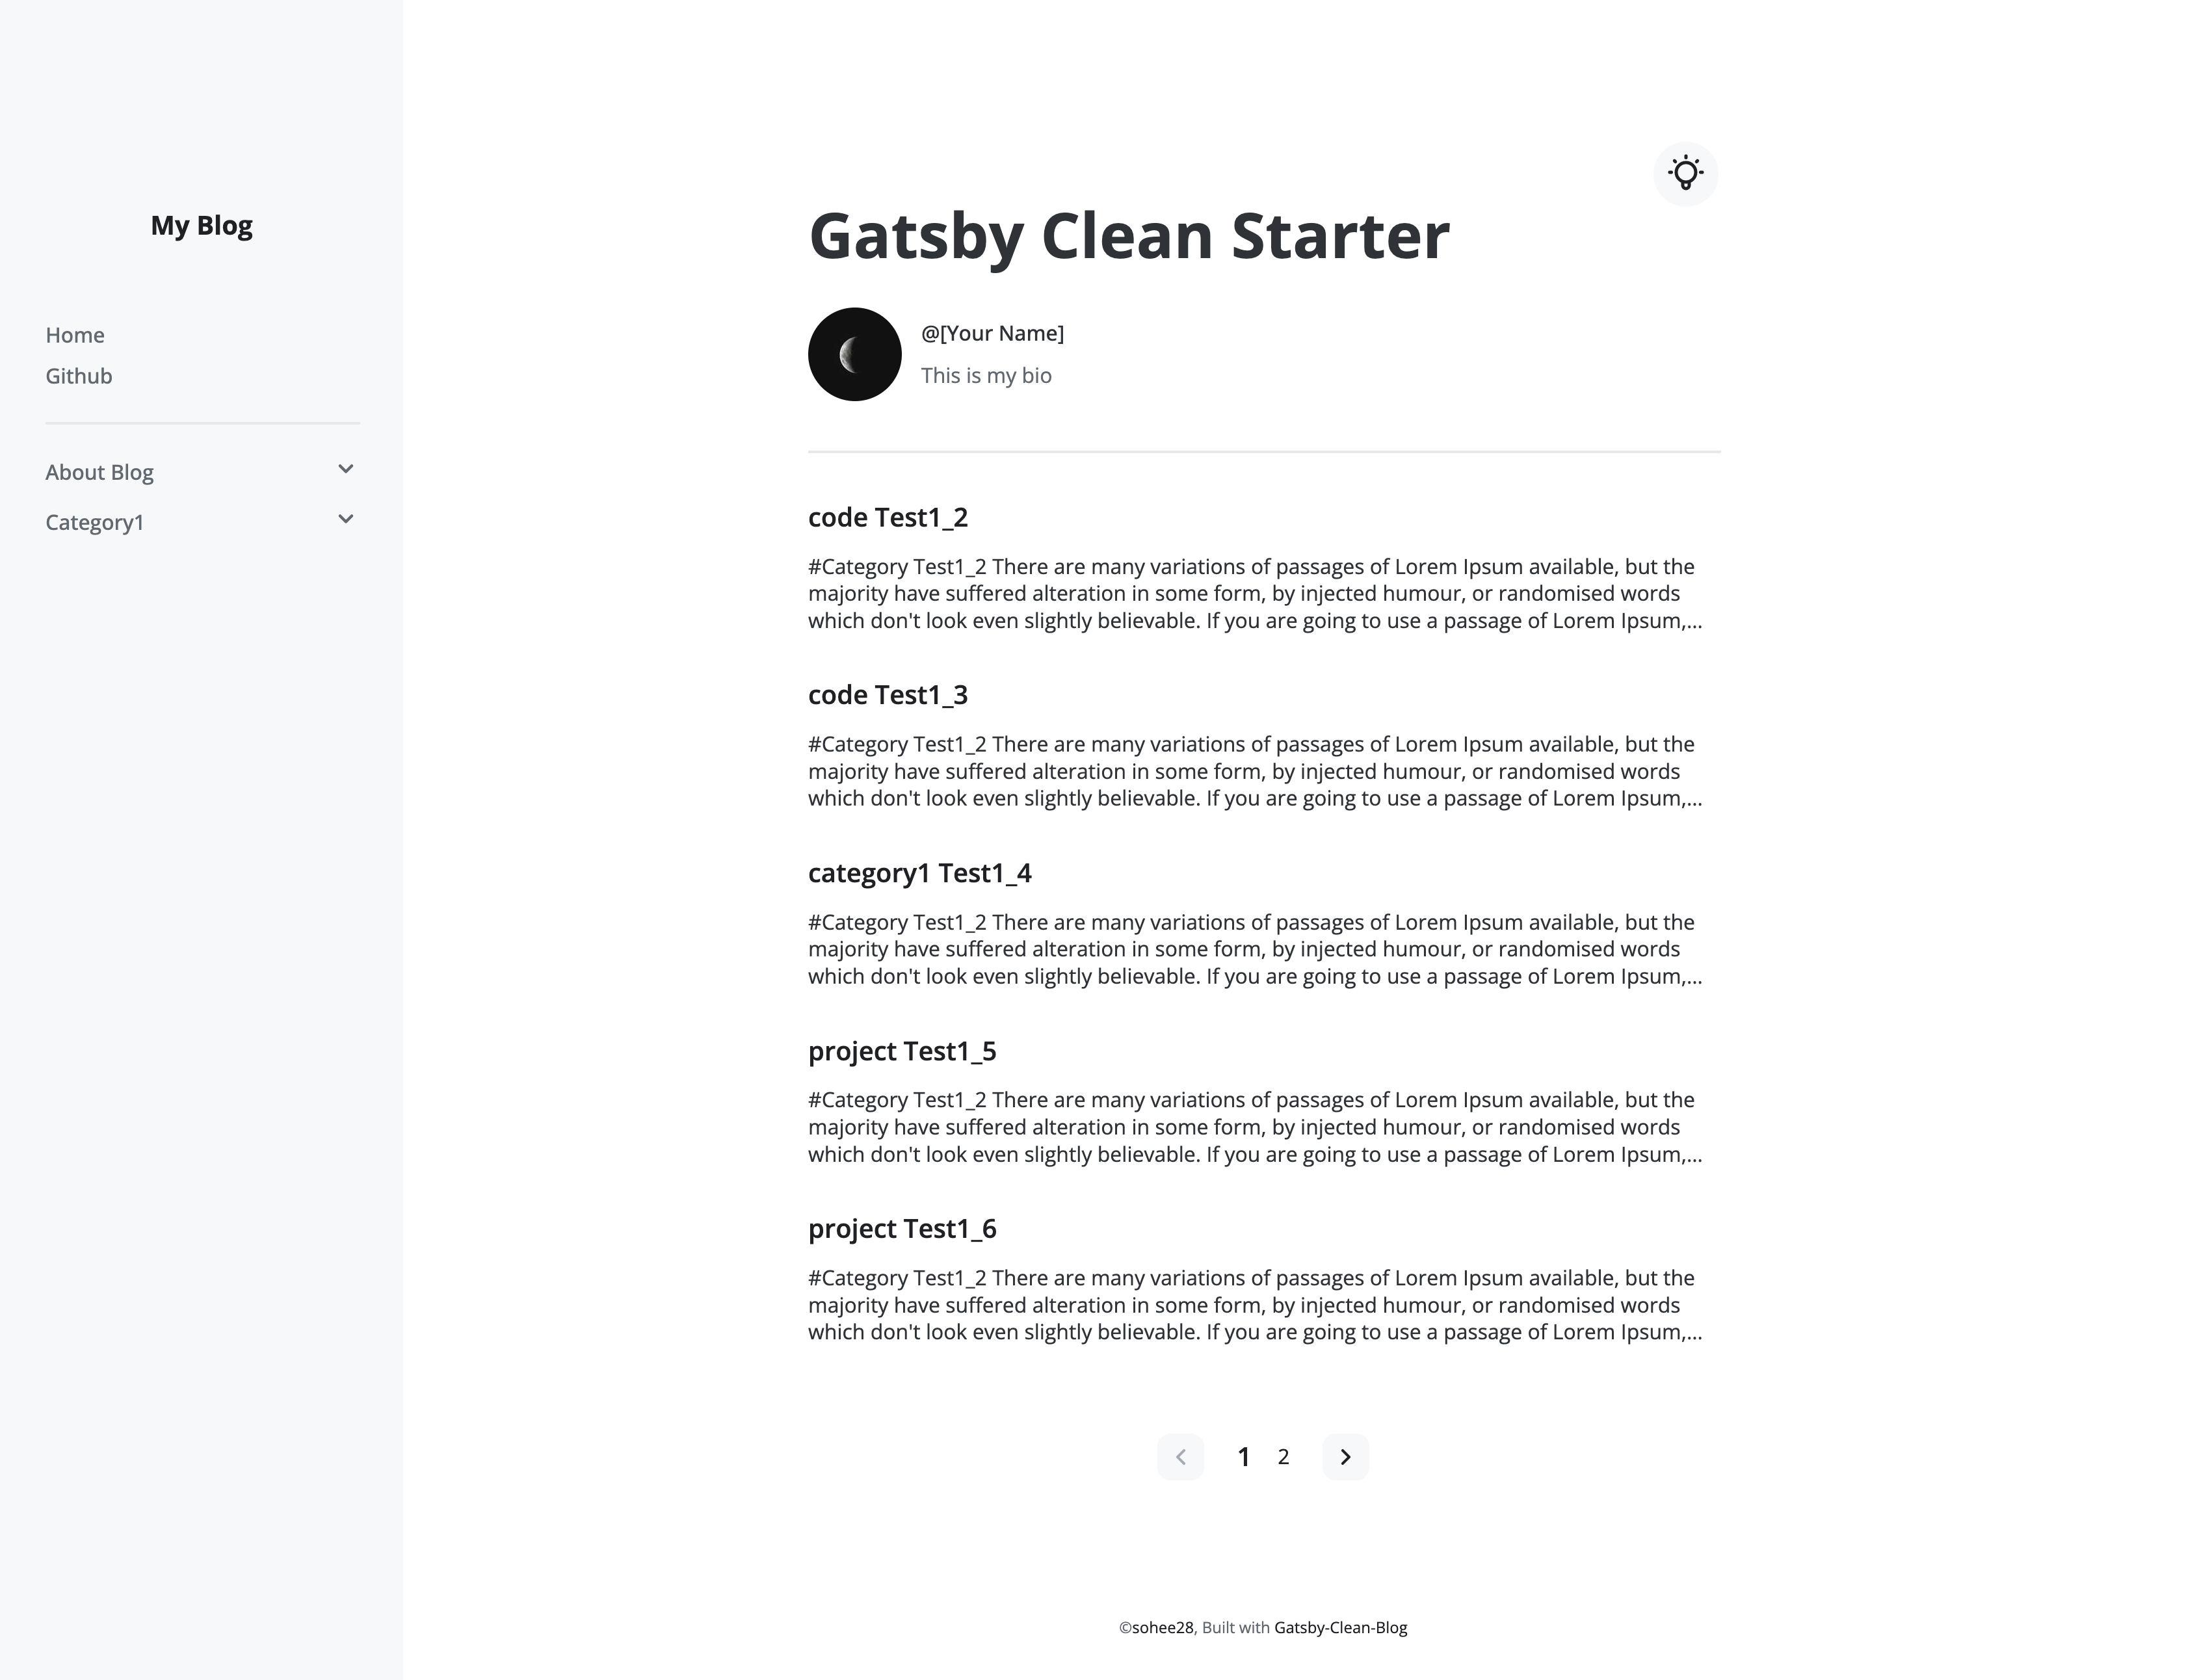 My Blog
Home
Github
About Blog
Category1
Gatsby Clean Starter
@[Your Name]
This is my bio
code Test1_2
#Category Test1_2 There are many variations of passages of Lorem Ipsum available, but the
majority have suffered alteration in some form, by injected humour, or randomised words
which don't look even slightly believable. If you are going to use a passage of Lorem Ipsum,...
code Test1_3
#Category Test1_2 There are many variations of passages of Lorem Ipsum available, but the
majority have suffered alteration in some form, by injected humour, or randomised words
which don't look even slightly believable. If you are going to use a passage of Lorem Ipsum,...
category1 Test1_4
#Category Test1_2 There are many variations of passages of Lorem Ipsum available, but the
majority have suffered alteration in some form, by injected humour, or randomised words
which don't look even slightly believable. If you are going to use a passage of Lorem Ipsum,...
project Test1_5
#Category Test1_2 There are many variations of passages of Lorem Ipsum available, but the
majority have suffered alteration in some form, by injected humour, or randomised words
which don't look even slightly believable. If you are going to use a passage of Lorem Ipsum,...
project Test1_6
#Category Test1_2 There are many variations of passages of Lorem Ipsum available, but the
majority have suffered alteration in some form, by injected humour, or randomised words
which don't look even slightly believable. If you are going to use a passage of Lorem Ipsum,...
1 2
©sohee28, Built with Gatsby-Clean-Blog